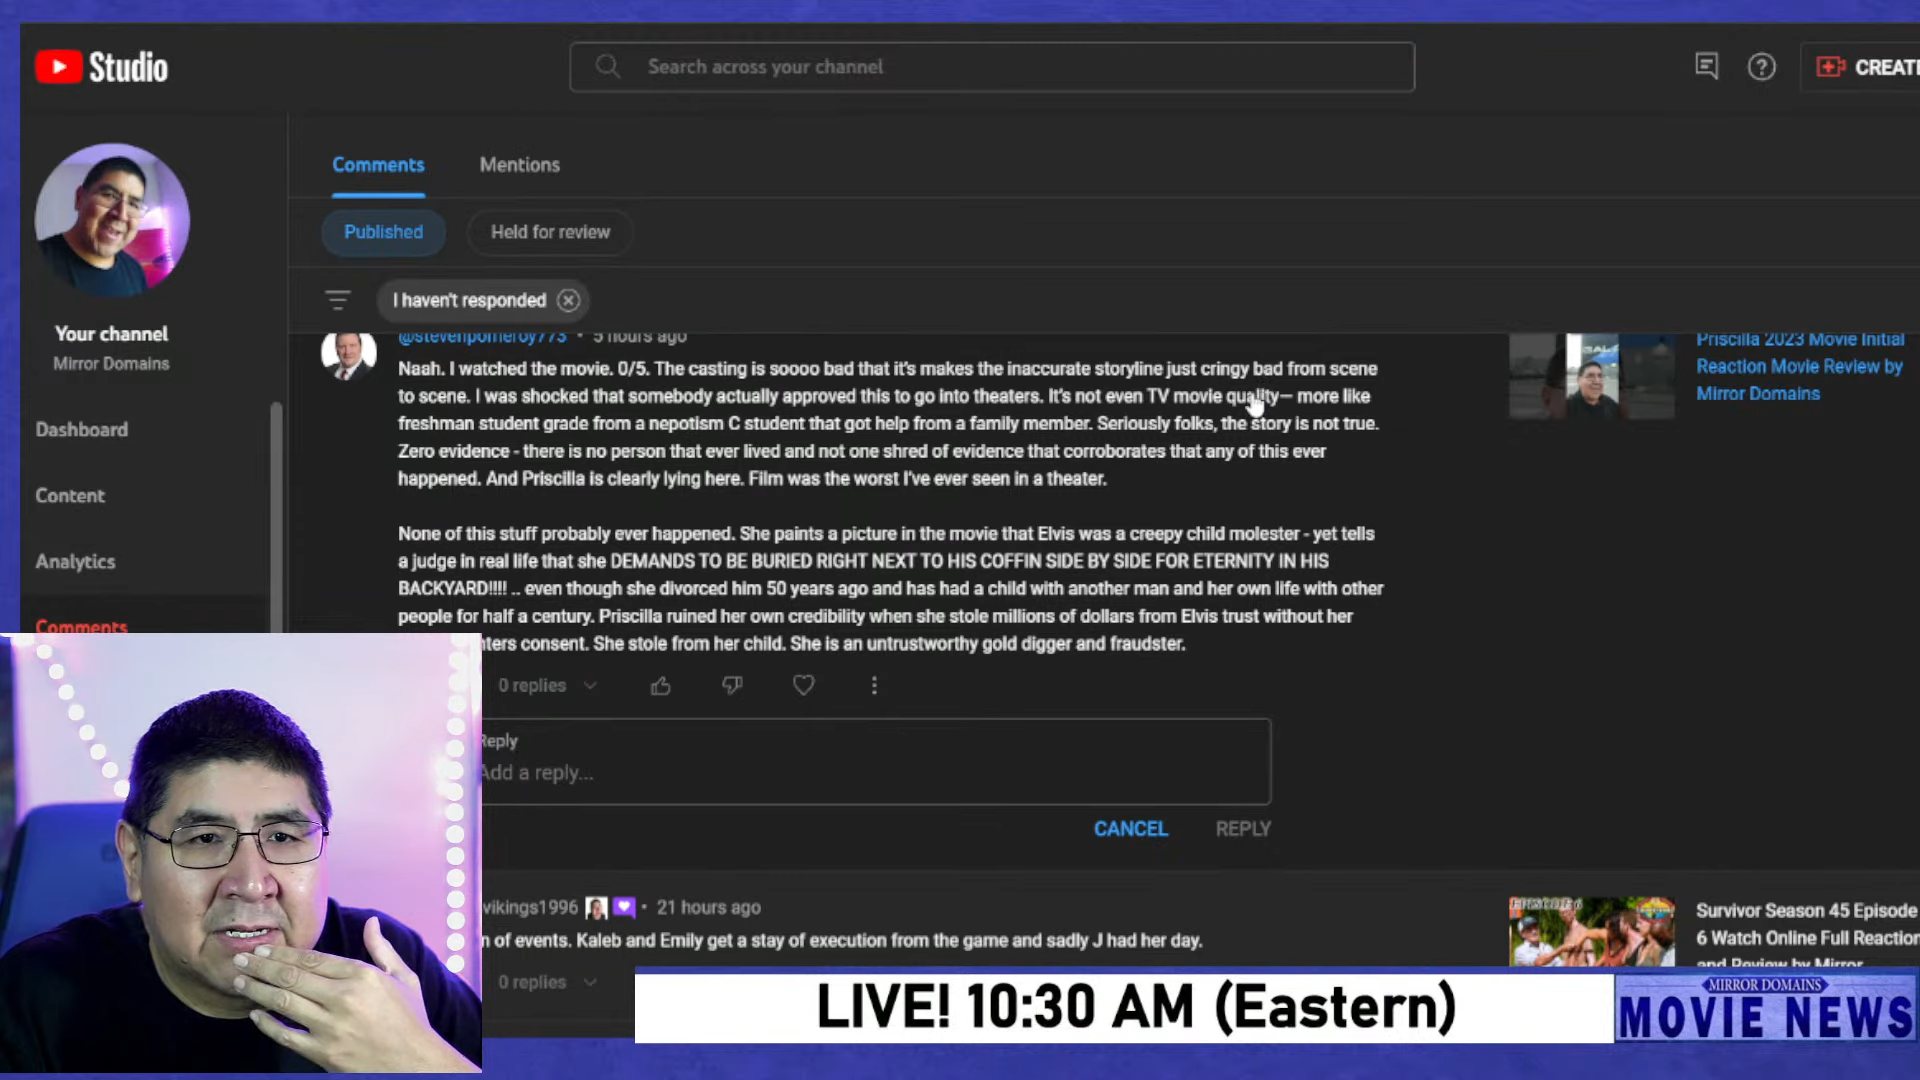 Studio
Search across your channel
CREATE
Comments
Mentions
Published
Held for review
I haven't responded
Your channel
Mirror Domains
Dashboard
Content
Analytics
Comments
@stevenpomeroy773 • 5 hours ago
Naah. I watched the movie. 0/5. The casting is soooo bad that it's makes the inaccurate storyline just cringy bad from scene
to scene. I was shocked that somebody actually approved this to go into theaters. It's not even TV movie quality— more like
freshman student grade from a nepotism C student that got help from a family member. Seriously folks, the story is not true.
Zero evidence - there is no person that ever lived and not one shred of evidence that corroborates that any of this ever
happened. And Priscilla is clearly lying here. Film was the worst I've ever seen in a theater.
None of this stuff probably ever happened. She paints a picture in the movie that Elvis was a creepy child molester - yet tells
a judge in real life that she DEMANDS TO BE BURIED RIGHT NEXT TO HIS COFFIN SIDE BY SIDE FOR ETERNITY IN HIS
BACKYARD!!!! .. even though she divorced him 50 years ago and has had a child with another man and her own life with other
people for half a century. Priscilla ruined her own credibility when she stole millions of dollars from Elvis trust without her
nters consent. She stole from her child. She is an untrustworthy gold digger and fraudster.
0 replies
Reply
Add a reply...
CANCEL
REPLY
Priscilla 2023 Movie Initial
Reaction Movie Review by
Mirror Domains
vikings1996 • 21 hours ago
n of events. Kaleb and Emily get a stay of execution from the game and sadly J had her day.
0 replies
EPISODE 6
Survivor Season 45 Episode
6 Watch Online Full Reaction
and Review by Mirror
LIVE! 10:30 AM (Eastern)
MIRROR DOMAINS
MOVIE NEWS